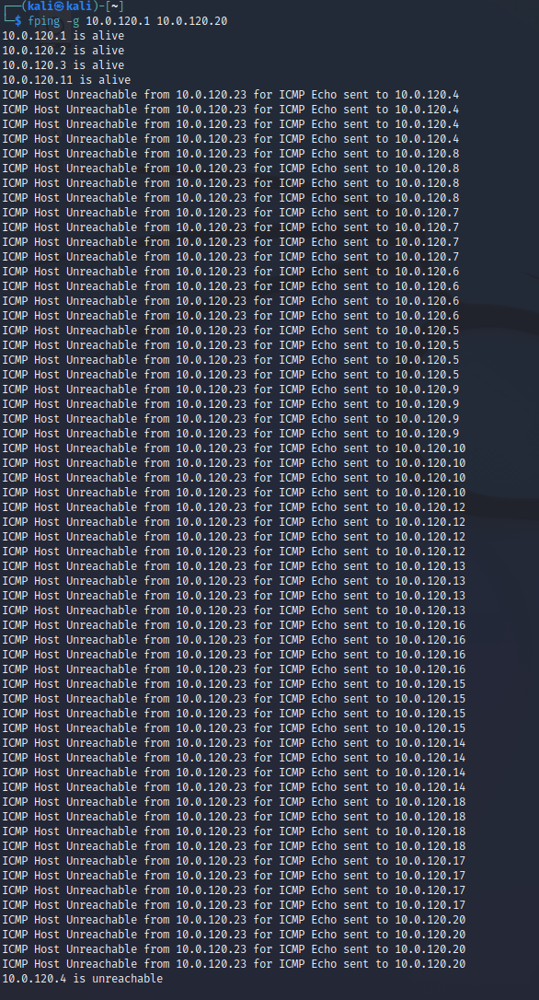 ┌──(kali㉿kali)-[~]
└─$ fping -g 10.0.120.1 10.0.120.20
10.0.120.1 is alive
10.0.120.2 is alive
10.0.120.3 is alive
10.0.120.11 is alive
ICMP Host Unreachable from 10.0.120.23 for ICMP Echo sent to 10.0.120.4
ICMP Host Unreachable from 10.0.120.23 for ICMP Echo sent to 10.0.120.4
ICMP Host Unreachable from 10.0.120.23 for ICMP Echo sent to 10.0.120.4
ICMP Host Unreachable from 10.0.120.23 for ICMP Echo sent to 10.0.120.4
ICMP Host Unreachable from 10.0.120.23 for ICMP Echo sent to 10.0.120.8
ICMP Host Unreachable from 10.0.120.23 for ICMP Echo sent to 10.0.120.8
ICMP Host Unreachable from 10.0.120.23 for ICMP Echo sent to 10.0.120.8
ICMP Host Unreachable from 10.0.120.23 for ICMP Echo sent to 10.0.120.8
ICMP Host Unreachable from 10.0.120.23 for ICMP Echo sent to 10.0.120.7
ICMP Host Unreachable from 10.0.120.23 for ICMP Echo sent to 10.0.120.7
ICMP Host Unreachable from 10.0.120.23 for ICMP Echo sent to 10.0.120.7
ICMP Host Unreachable from 10.0.120.23 for ICMP Echo sent to 10.0.120.7
ICMP Host Unreachable from 10.0.120.23 for ICMP Echo sent to 10.0.120.6
ICMP Host Unreachable from 10.0.120.23 for ICMP Echo sent to 10.0.120.6
ICMP Host Unreachable from 10.0.120.23 for ICMP Echo sent to 10.0.120.6
ICMP Host Unreachable from 10.0.120.23 for ICMP Echo sent to 10.0.120.6
ICMP Host Unreachable from 10.0.120.23 for ICMP Echo sent to 10.0.120.5
ICMP Host Unreachable from 10.0.120.23 for ICMP Echo sent to 10.0.120.5
ICMP Host Unreachable from 10.0.120.23 for ICMP Echo sent to 10.0.120.5
ICMP Host Unreachable from 10.0.120.23 for ICMP Echo sent to 10.0.120.5
ICMP Host Unreachable from 10.0.120.23 for ICMP Echo sent to 10.0.120.9
ICMP Host Unreachable from 10.0.120.23 for ICMP Echo sent to 10.0.120.9
ICMP Host Unreachable from 10.0.120.23 for ICMP Echo sent to 10.0.120.9
ICMP Host Unreachable from 10.0.120.23 for ICMP Echo sent to 10.0.120.9
ICMP Host Unreachable from 10.0.120.23 for ICMP Echo sent to 10.0.120.10
ICMP Host Unreachable from 10.0.120.23 for ICMP Echo sent to 10.0.120.10
ICMP Host Unreachable from 10.0.120.23 for ICMP Echo sent to 10.0.120.10
ICMP Host Unreachable from 10.0.120.23 for ICMP Echo sent to 10.0.120.10
ICMP Host Unreachable from 10.0.120.23 for ICMP Echo sent to 10.0.120.12
ICMP Host Unreachable from 10.0.120.23 for ICMP Echo sent to 10.0.120.12
ICMP Host Unreachable from 10.0.120.23 for ICMP Echo sent to 10.0.120.12
ICMP Host Unreachable from 10.0.120.23 for ICMP Echo sent to 10.0.120.12
ICMP Host Unreachable from 10.0.120.23 for ICMP Echo sent to 10.0.120.13
ICMP Host Unreachable from 10.0.120.23 for ICMP Echo sent to 10.0.120.13
ICMP Host Unreachable from 10.0.120.23 for ICMP Echo sent to 10.0.120.13
ICMP Host Unreachable from 10.0.120.23 for ICMP Echo sent to 10.0.120.13
ICMP Host Unreachable from 10.0.120.23 for ICMP Echo sent to 10.0.120.16
ICMP Host Unreachable from 10.0.120.23 for ICMP Echo sent to 10.0.120.16
ICMP Host Unreachable from 10.0.120.23 for ICMP Echo sent to 10.0.120.16
ICMP Host Unreachable from 10.0.120.23 for ICMP Echo sent to 10.0.120.16
ICMP Host Unreachable from 10.0.120.23 for ICMP Echo sent to 10.0.120.15
ICMP Host Unreachable from 10.0.120.23 for ICMP Echo sent to 10.0.120.15
ICMP Host Unreachable from 10.0.120.23 for ICMP Echo sent to 10.0.120.15
ICMP Host Unreachable from 10.0.120.23 for ICMP Echo sent to 10.0.120.15
ICMP Host Unreachable from 10.0.120.23 for ICMP Echo sent to 10.0.120.14
ICMP Host Unreachable from 10.0.120.23 for ICMP Echo sent to 10.0.120.14
ICMP Host Unreachable from 10.0.120.23 for ICMP Echo sent to 10.0.120.14
ICMP Host Unreachable from 10.0.120.23 for ICMP Echo sent to 10.0.120.14
ICMP Host Unreachable from 10.0.120.23 for ICMP Echo sent to 10.0.120.18
ICMP Host Unreachable from 10.0.120.23 for ICMP Echo sent to 10.0.120.18
ICMP Host Unreachable from 10.0.120.23 for ICMP Echo sent to 10.0.120.18
ICMP Host Unreachable from 10.0.120.23 for ICMP Echo sent to 10.0.120.18
ICMP Host Unreachable from 10.0.120.23 for ICMP Echo sent to 10.0.120.17
ICMP Host Unreachable from 10.0.120.23 for ICMP Echo sent to 10.0.120.17
ICMP Host Unreachable from 10.0.120.23 for ICMP Echo sent to 10.0.120.17
ICMP Host Unreachable from 10.0.120.23 for ICMP Echo sent to 10.0.120.17
ICMP Host Unreachable from 10.0.120.23 for ICMP Echo sent to 10.0.120.20
ICMP Host Unreachable from 10.0.120.23 for ICMP Echo sent to 10.0.120.20
ICMP Host Unreachable from 10.0.120.23 for ICMP Echo sent to 10.0.120.20
ICMP Host Unreachable from 10.0.120.23 for ICMP Echo sent to 10.0.120.20
10.0.120.4 is unreachable